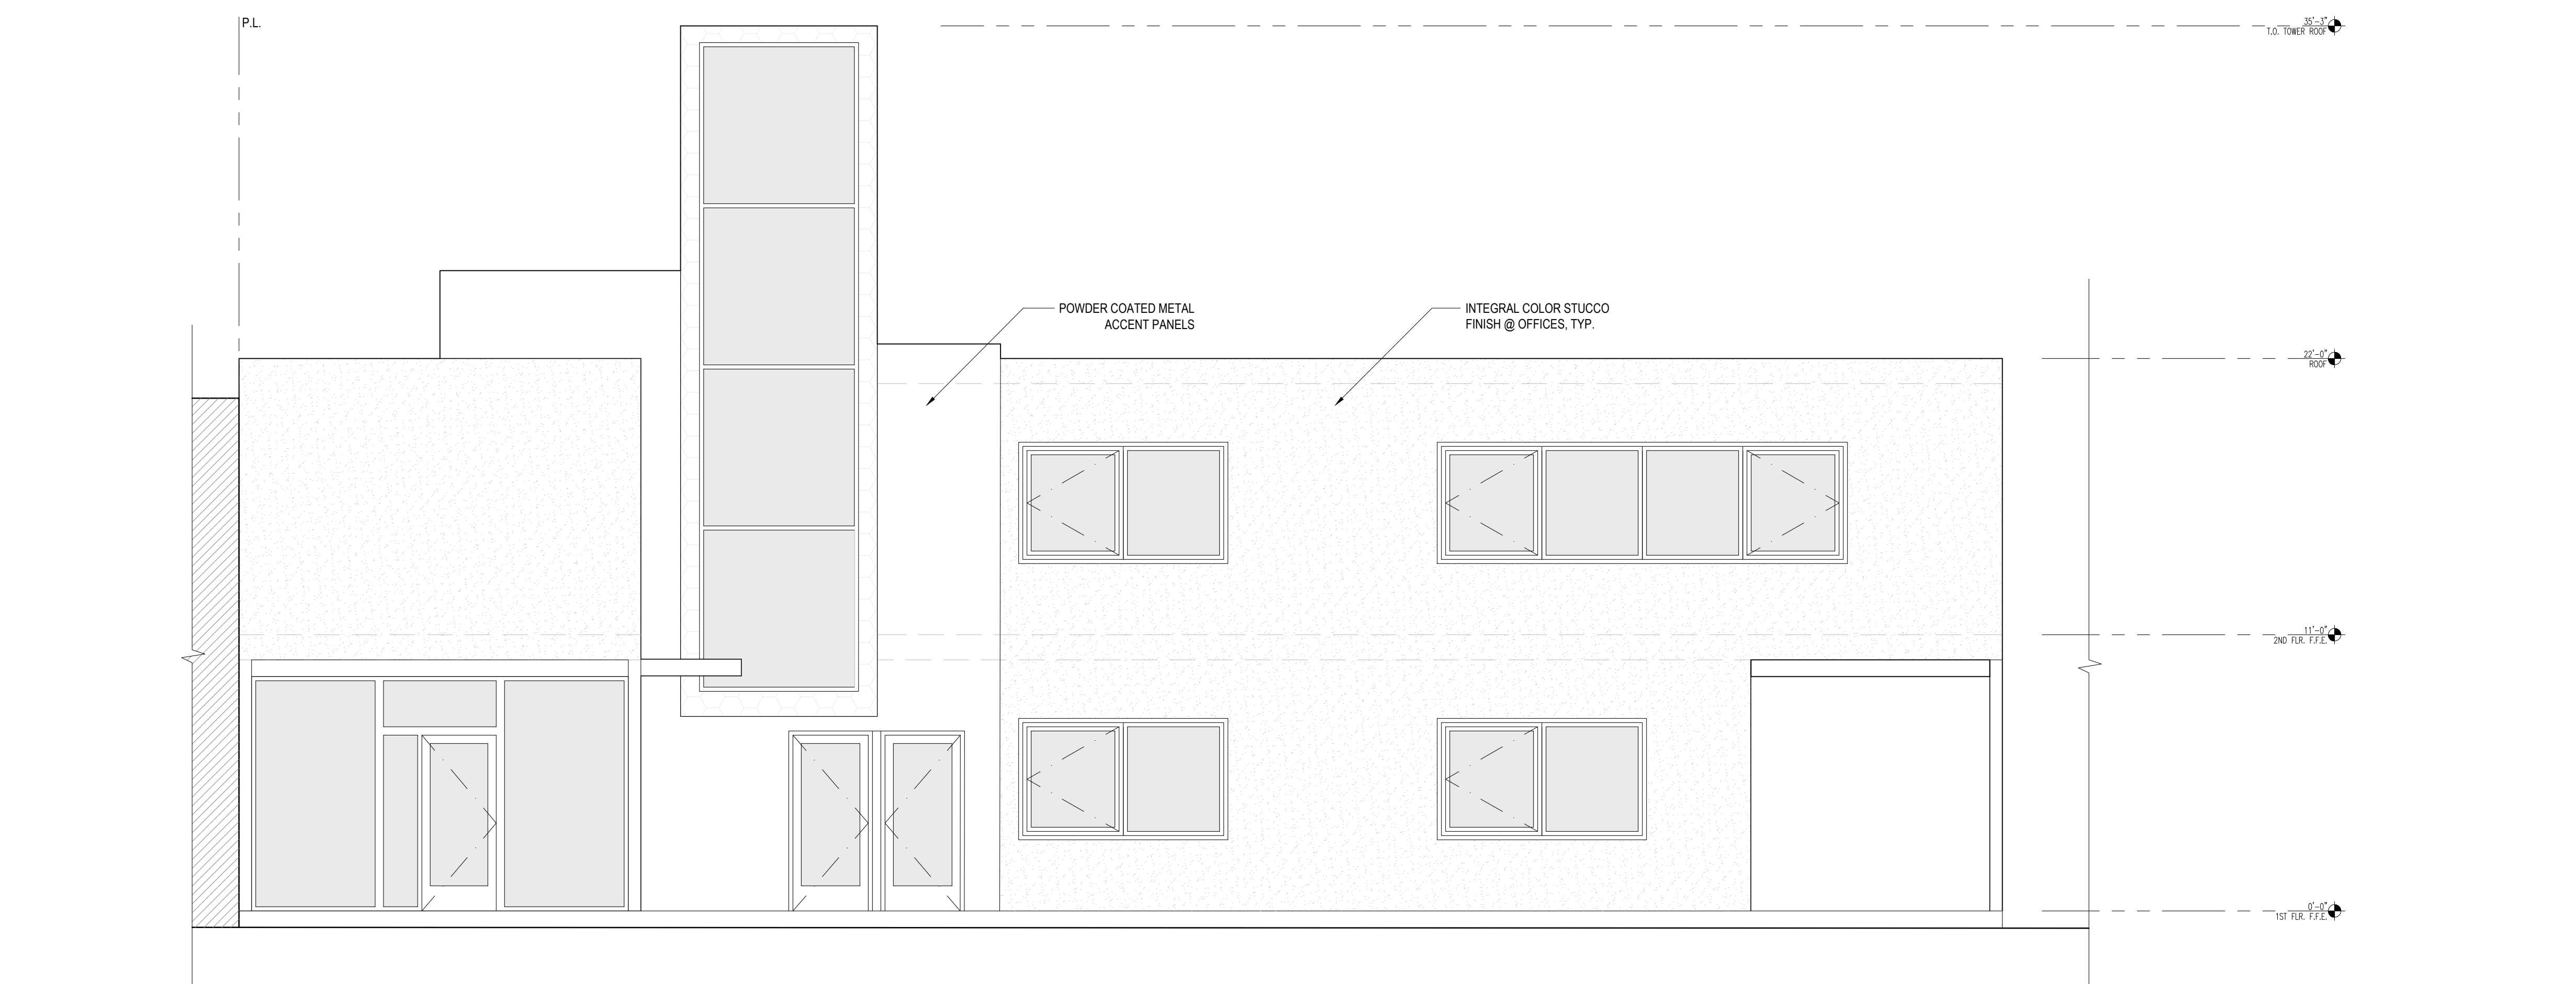 P.L.
35'-3"
T.O. TOWER ROOF
POWDER COATED METAL
ACCENT PANELS
INTEGRAL COLOR STUCCO
FINISH @ OFFICES, TYP.
22'-0"
ROOF
11'-0"
2ND FLR. F.F.E.
0'-0"
1ST FLR. F.F.E.